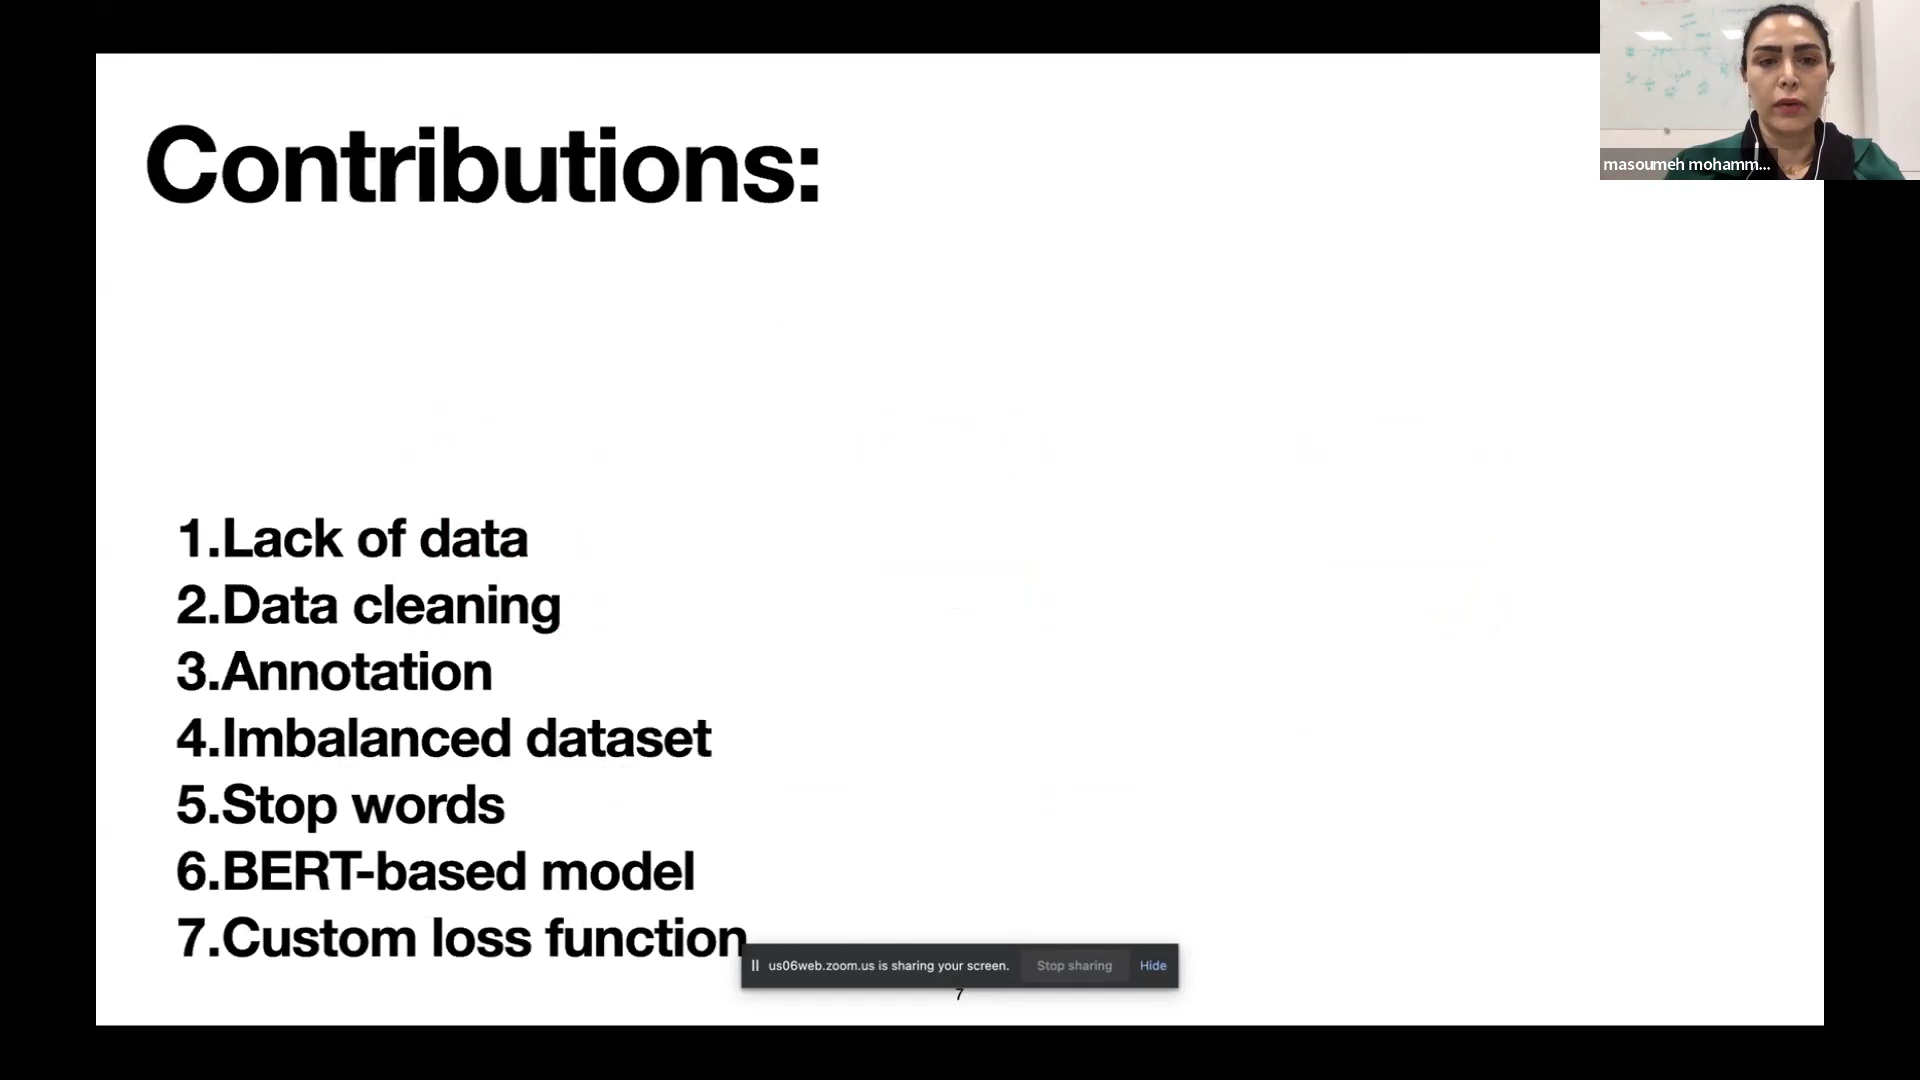 Contributions:
masoumeh mohamm...
1.Lack of data
2.Data cleaning
3.Annotation
4.Imbalanced dataset
5.Stop words
6.BERT-based model
7.Custom loss function
us06web.zoom.us is sharing your screen. Stop sharing Hide
7